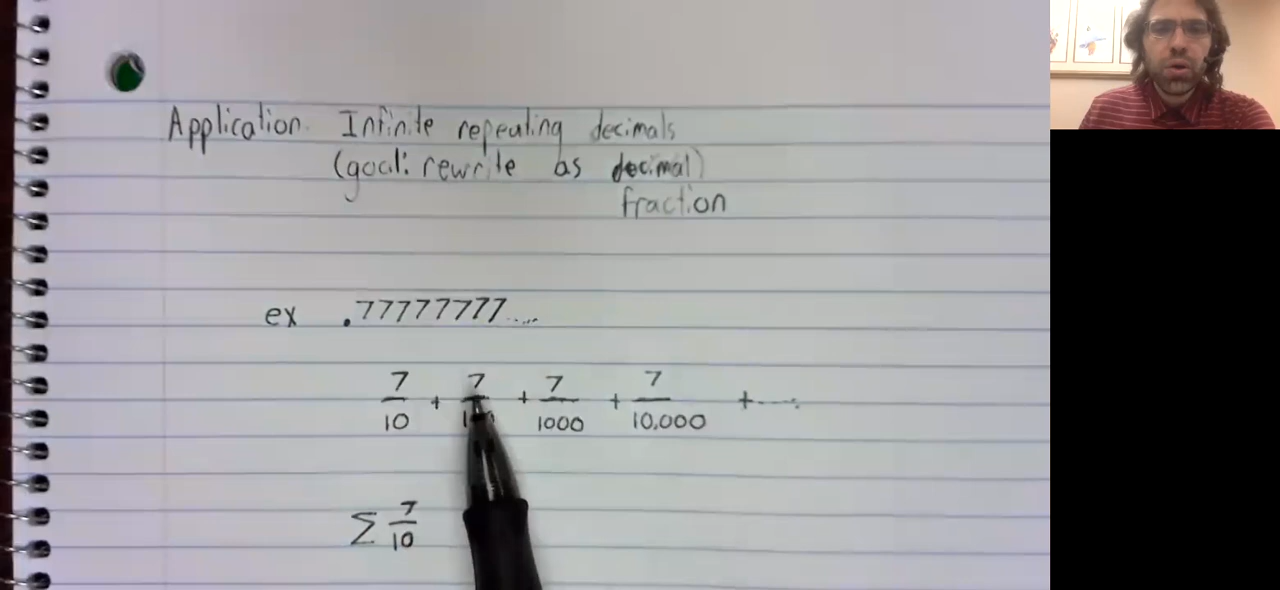 Application. Infinite repeating decimals
(goal: rewrite as decimal)
fraction
ex .77777777....
7/10 + 7/ + 7/1000 + 7/10,000 + ....
Σ 7/10